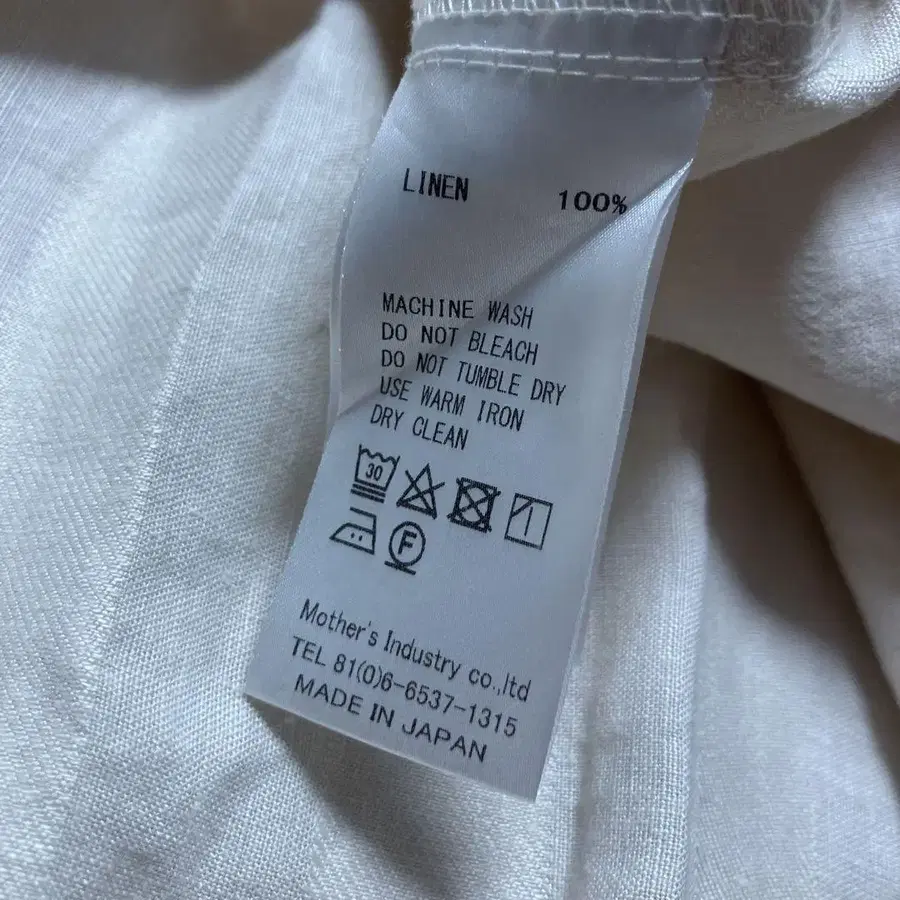 LINEN 100%
MACHINE WASH
DO NOT BLEACH
DO NOT TUMBLE DRY
USE WARM IRON
DRY CLEAN
30
F
Mother's Industry co.,ltd
TEL 81(0)6-6537-1315
MADE IN JAPAN